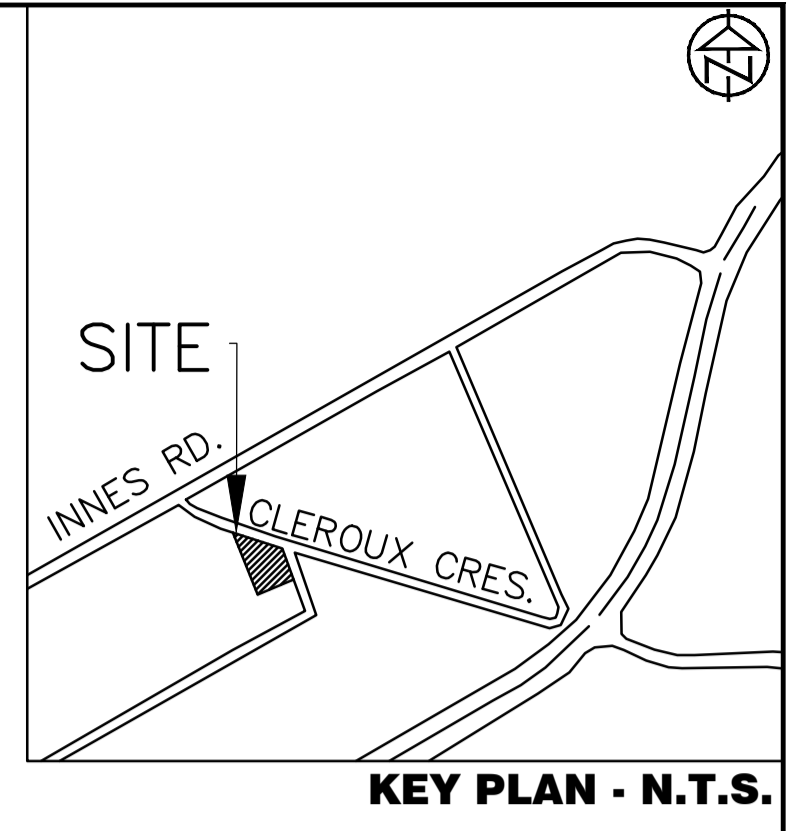 N
SITE
INNES RD.
CLEROUX CRES.
KEY PLAN - N.T.S.